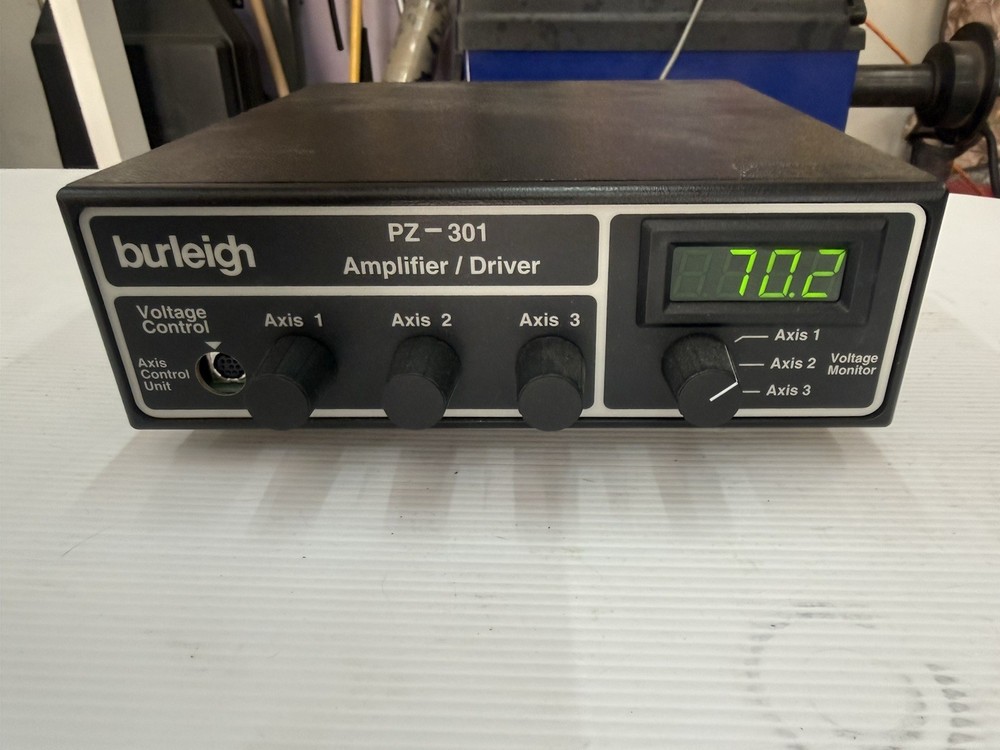 burleigh
PZ-301
Amplifier / Driver
70.2
Voltage
Control
Axis
Control
Unit
Axis 1
Axis 2
Axis 3
Axis 1
Axis 2
Axis 3
Voltage
Monitor